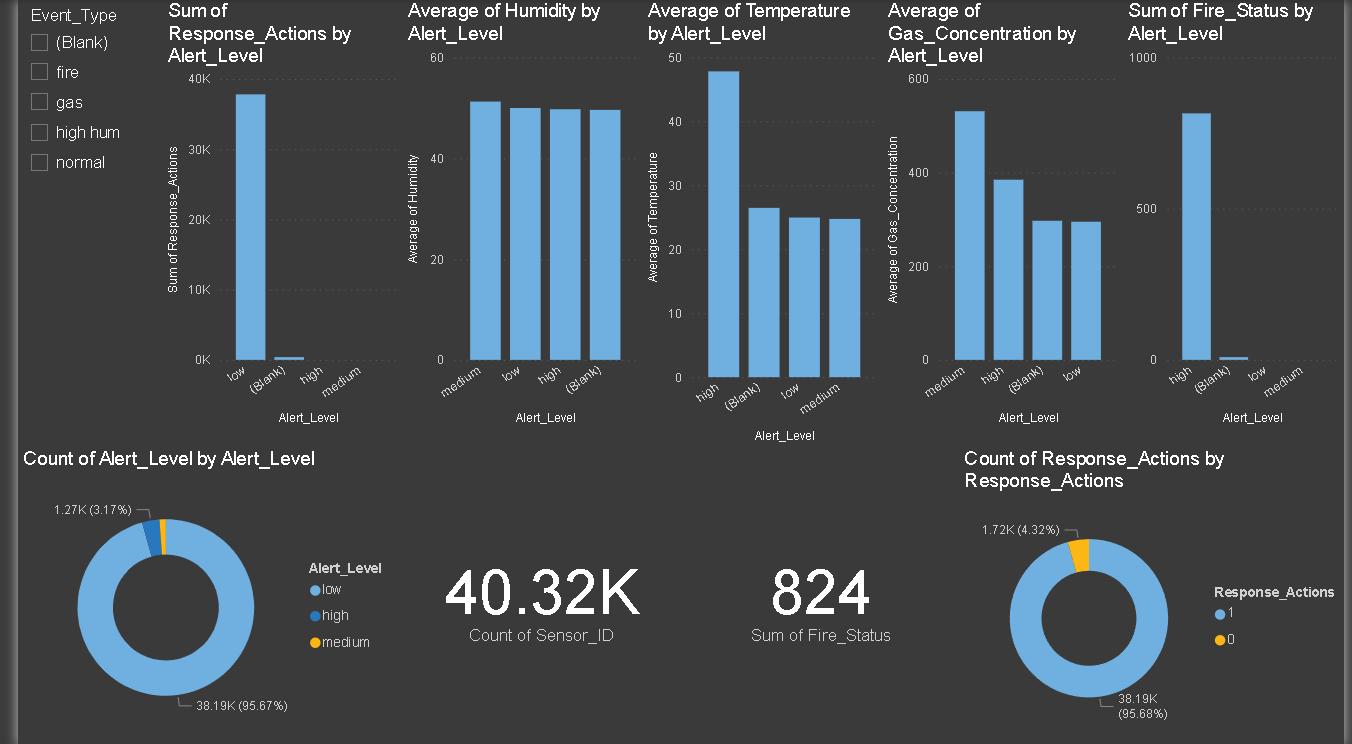 Event_Type
(Blank)
fire
gas
high hum
normal
Sum of
Response_Actions by
Alert_Level
40K
30K
20K
10K
0K
Sum of Response_Actions
low
(Blank)
high
medium
Alert_Level
Average of Humidity by
Alert_Level
60
40
20
0
Average of Humidity
medium
low
high
(Blank)
Alert_Level
Average of Temperature
by Alert_Level
50
40
30
20
10
0
Average of Temperature
high
(Blank)
low
medium
Alert_Level
Average of
Gas_Concentration by
Alert_Level
600
400
200
0
Average of Gas_Concentration
medium
high
(Blank)
low
Alert_Level
Sum of Fire_Status by
Alert_Level
1000
500
0
high
(Blank)
low
medium
Alert_Level
Count of Alert_Level by Alert_Level
1.27K (3.17%)
38.19K (95.67%)
Alert_Level
low
high
medium
40.32K
Count of Sensor_ID
824
Sum of Fire_Status
Count of Response_Actions by
Response_Actions
1.72K (4.32%)
38.19K
(95.68%)
Response_Actions
1
0